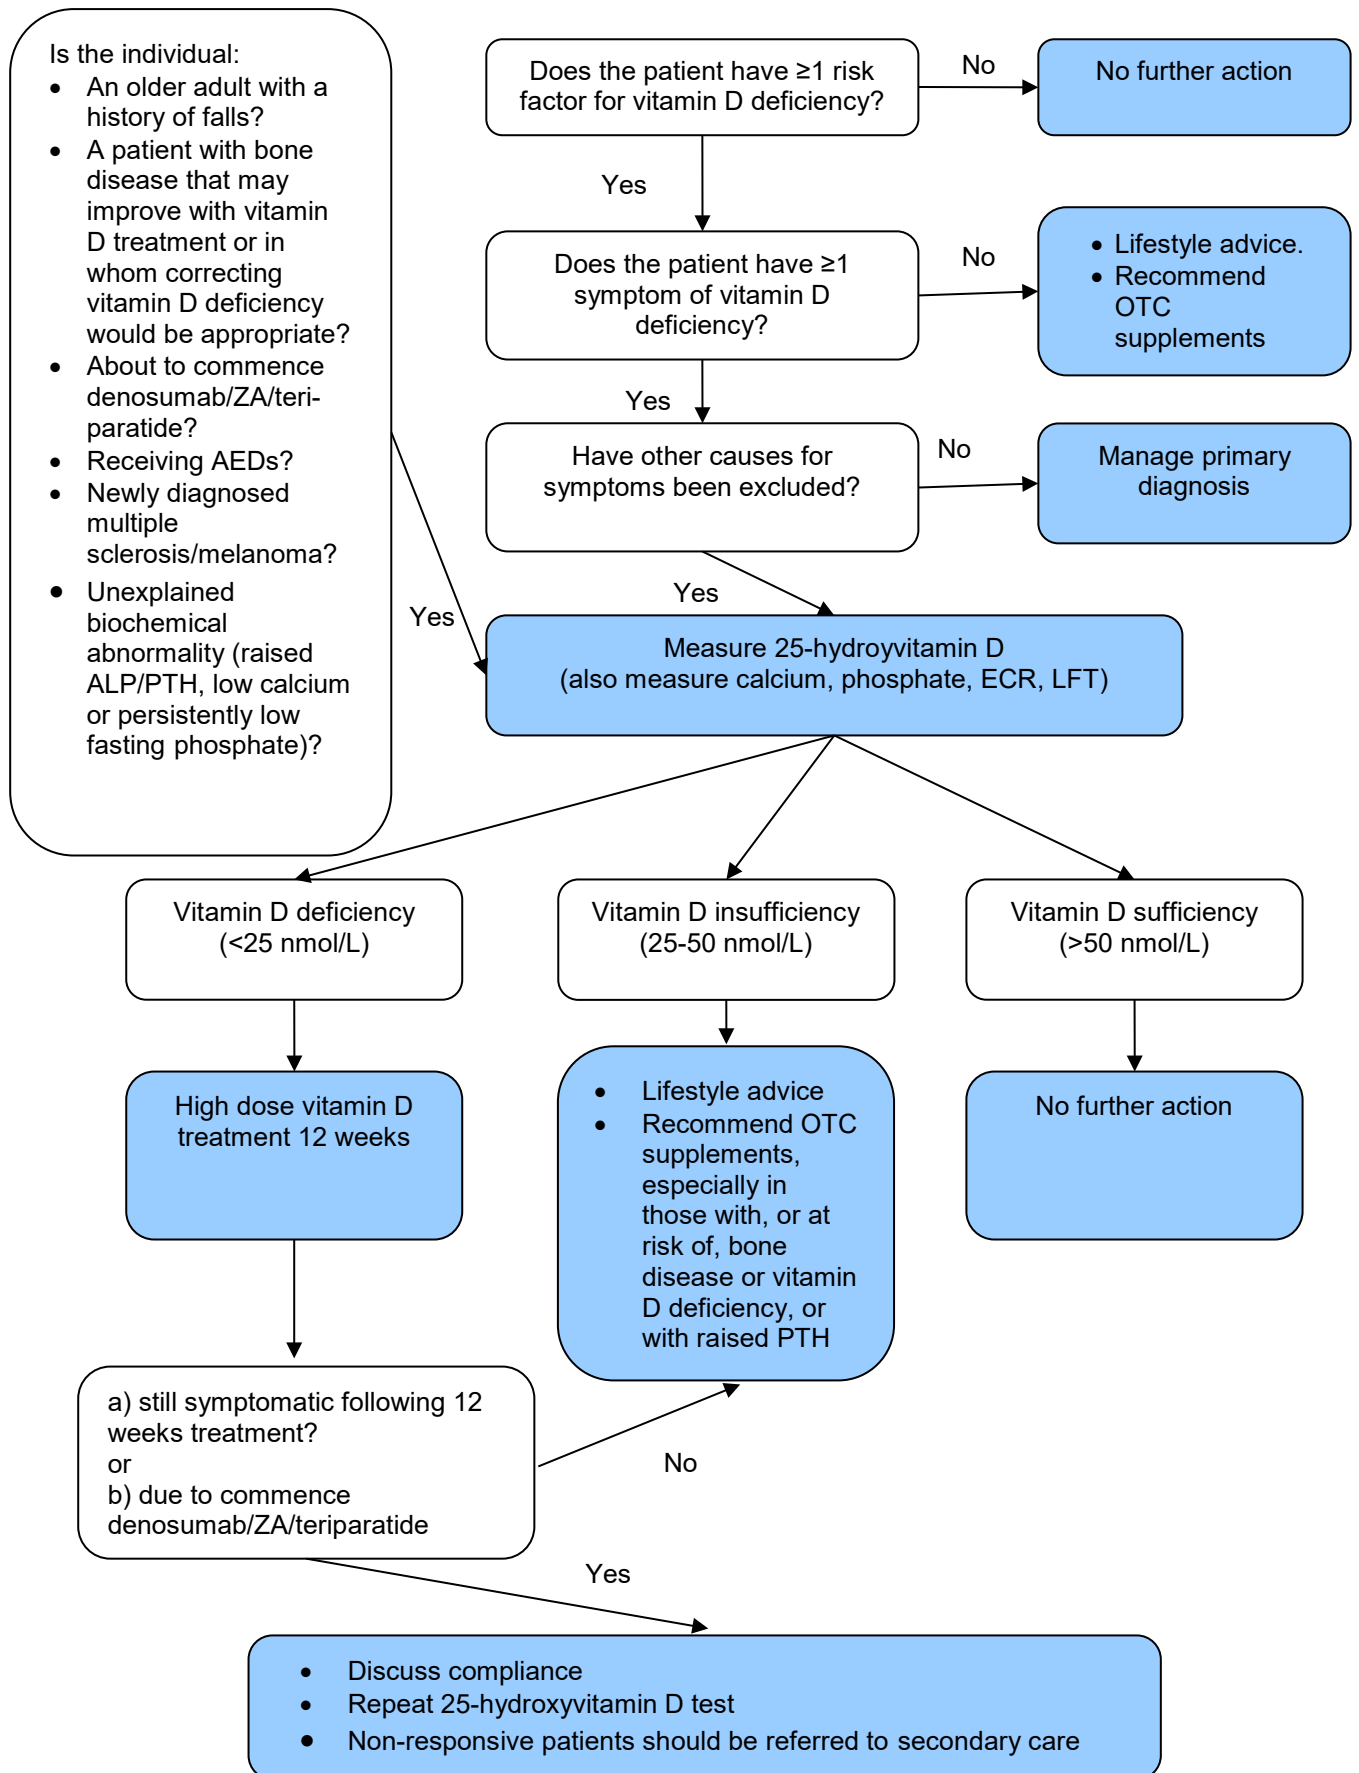 Is the individual:
• An older adult with a
history of falls?
• A patient with bone
disease that may
improve with vitamin
D treatment or in
whom correcting
vitamin D deficiency
would be appropriate?
• About to commence
denosumab/ZA/teri-
paratide?
• Receiving AEDs?
• Newly diagnosed
multiple
sclerosis/melanoma?
• Unexplained
biochemical
abnormality (raised
ALP/PTH, low calcium
or persistently low
fasting phosphate)?
Yes
Does the patient have ≥1 risk
factor for vitamin D deficiency?
No
No further action
Yes
Does the patient have ≥1
symptom of vitamin D
deficiency?
No
• Lifestyle advice.
• Recommend
OTC
supplements
Yes
Have other causes for
symptoms been excluded?
No
Manage primary
diagnosis
Yes
Measure 25-hydroyvitamin D
(also measure calcium, phosphate, ECR, LFT)
Vitamin D deficiency
(<25 nmol/L)
Vitamin D insufficiency
(25-50 nmol/L)
Vitamin D sufficiency
(>50 nmol/L)
High dose vitamin D
treatment 12 weeks
• Lifestyle advice
• Recommend OTC
supplements,
especially in
those with, or at
risk of, bone
disease or vitamin
D deficiency, or
with raised PTH
No further action
a) still symptomatic following 12
weeks treatment?
or
b) due to commence
denosumab/ZA/teriparatide
No
Yes
• Discuss compliance
• Repeat 25-hydroxyvitamin D test
• Non-responsive patients should be referred to secondary care